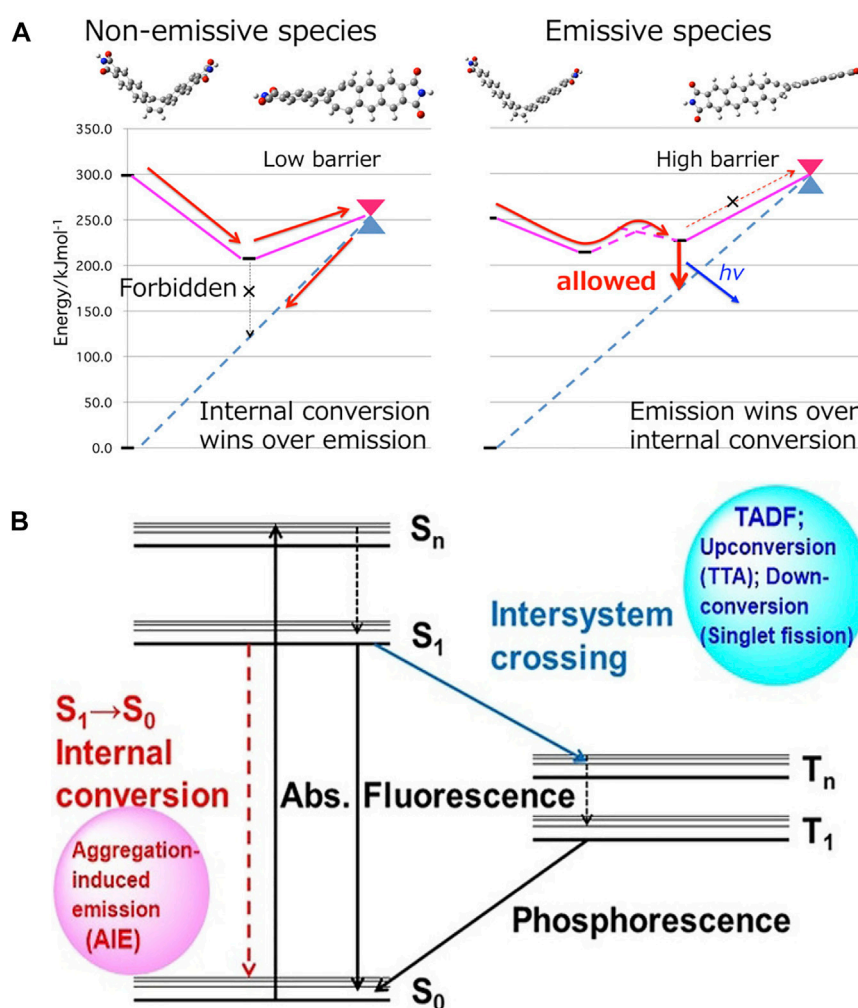 A
Non-emissive species
Emissive species
350.0
300.0
250.0
200.0
150.0
100.0
50.0
0.0
Energy/kJmol⁻¹
Low barrier
Forbidden
Internal conversion
wins over emission
High barrier
allowed
hν
Emission wins over
internal conversion
B
Sₙ
S₁
TADF;
Upconversion
(TTA); Down-
conversion
(Singlet fission)
Intersystem
crossing
S₁→S₀
Internal
conversion
Abs.
Fluorescence
Tₙ
T₁
Aggregation-
induced
emission
(AIE)
Phosphorescence
S₀